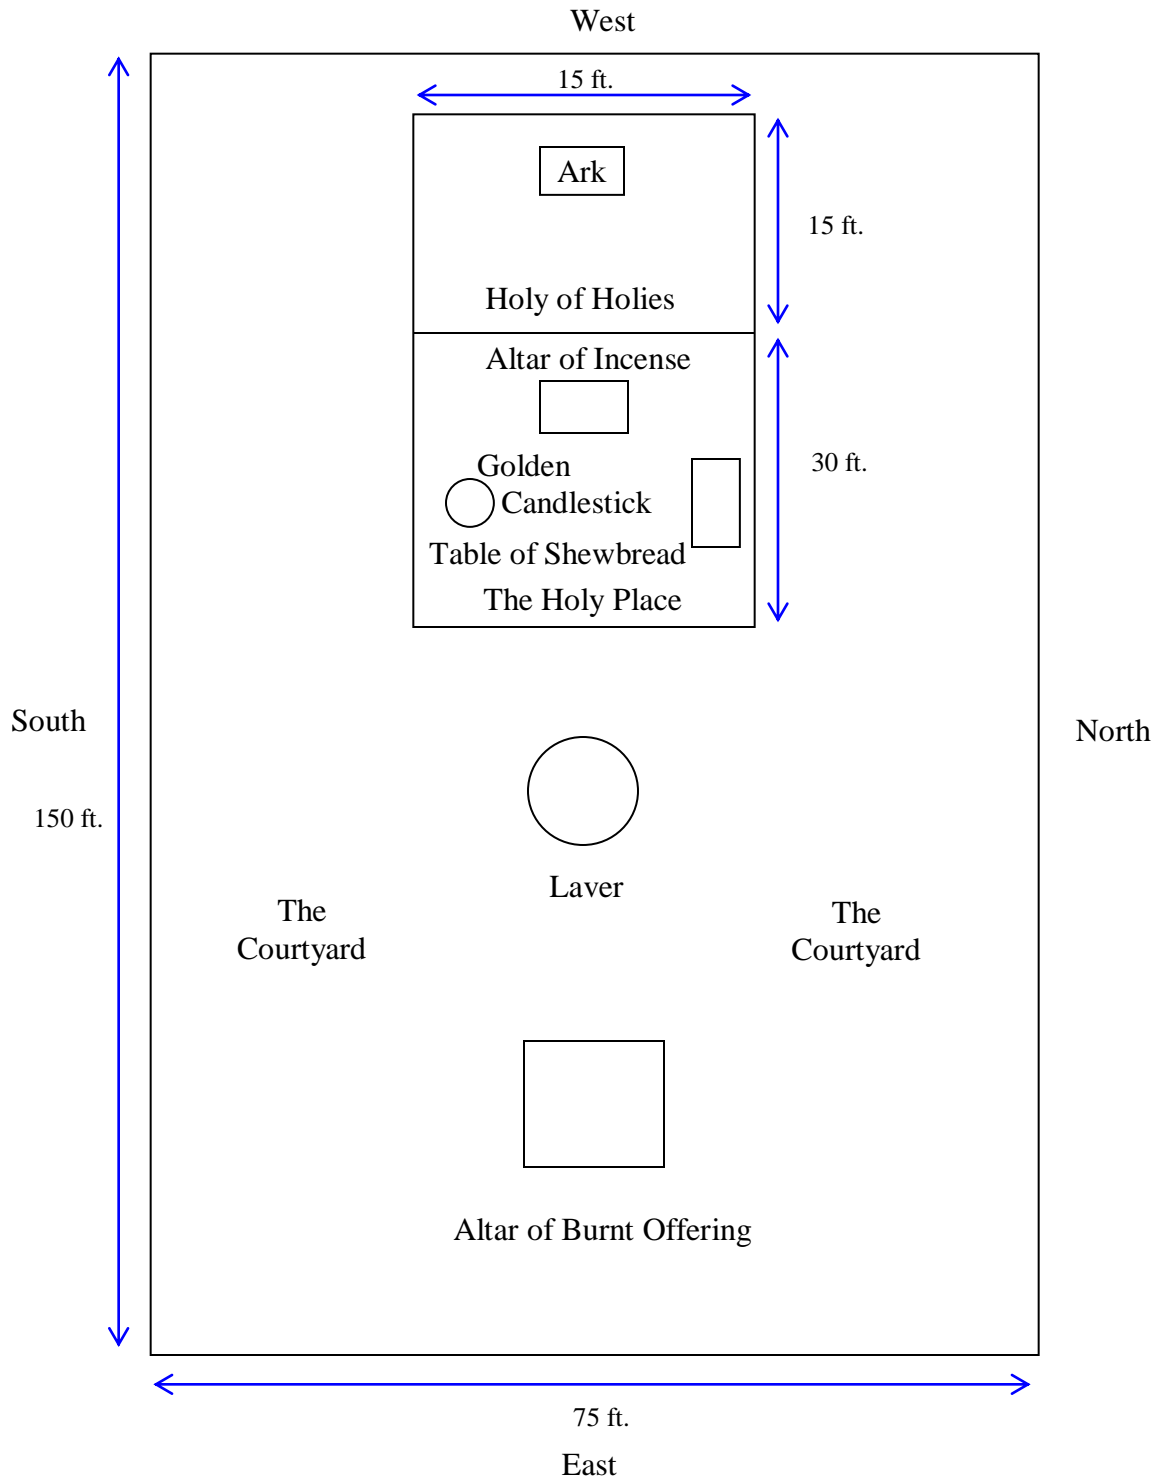 West
15 ft.
Ark
15 ft.
Holy of Holies
Altar of Incense
Golden
30 ft.
Candlestick
Table of Shewbread
The Holy Place
South
North
150 ft.
Laver
The
Courtyard
The
Courtyard
Altar of Burnt Offering
75 ft.
East